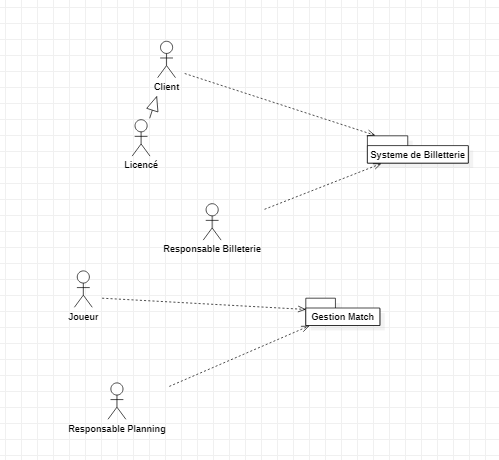 Client
Licencé
Systeme de Billetterie
Responsable Billeterie
Joueur
Gestion Match
Responsable Planning